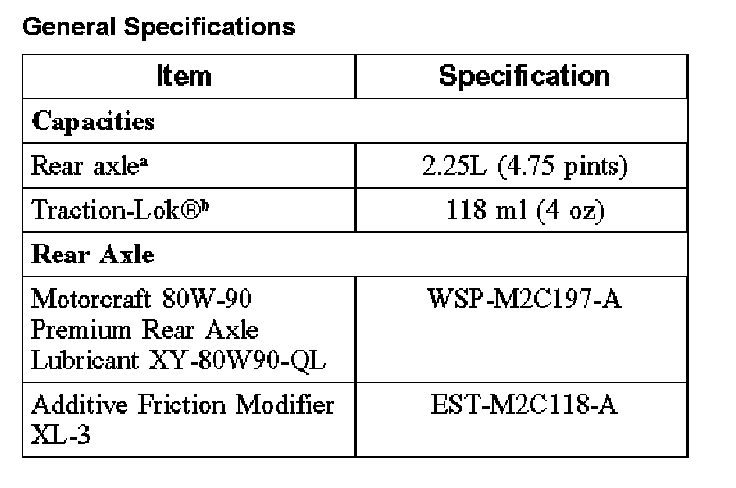 General Specifications
Item Specification
Capacities
Rear axleᵃ 2.25L (4.75 pints)
Traction-Lok®ᵇ 118 ml (4 oz)
Rear Axle
Motorcraft 80W-90 WSP-M2C197-A
Premium Rear Axle
Lubricant XY-80W90-QL
Additive Friction Modifier EST-M2C118-A
XL-3